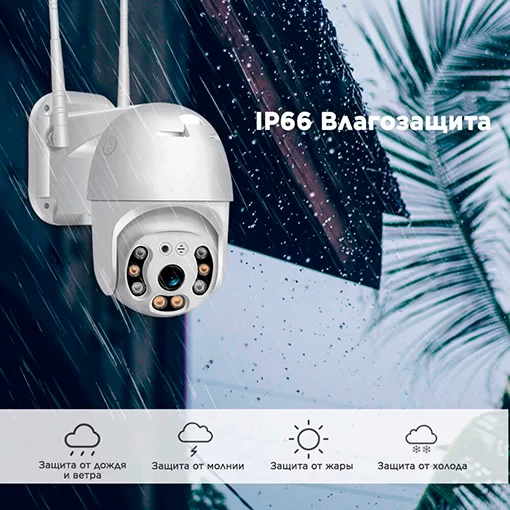 IP66 Влагозащита
Защита от дождя
и ветра
Защита от молнии
Защита от жары
Защита от холода